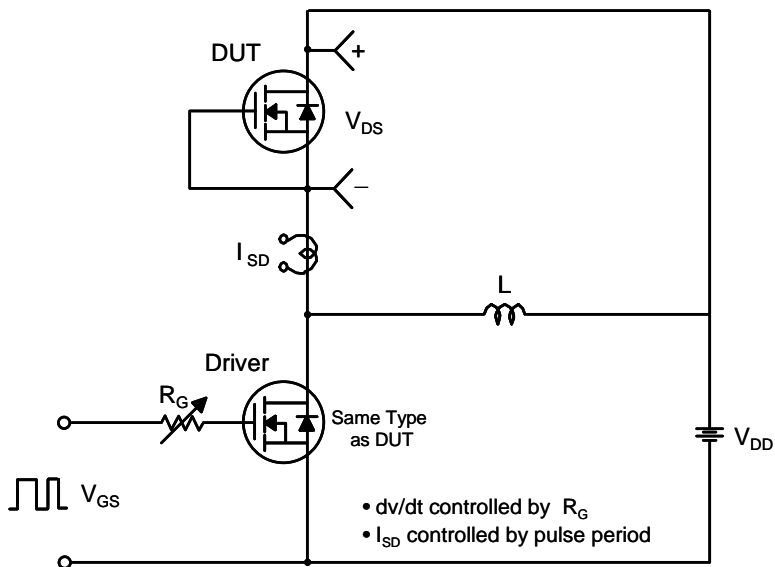 DUT
+
V_DS
–
I_SD
L
Driver
R_G
Same Type
as DUT
V_DD
V_GS
• dv/dt controlled by R_G
• I_SD controlled by pulse period